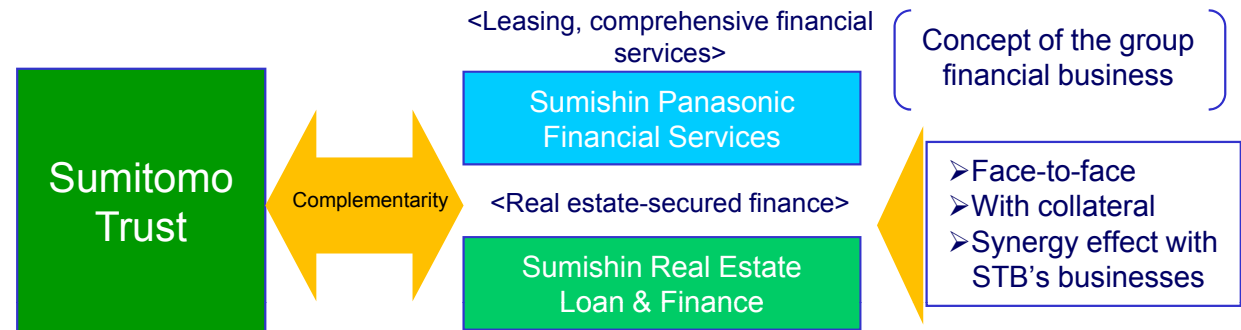 <Leasing, comprehensive financial
services>
Concept of the group
financial business
Sumitomo
Trust
Complementarity
Sumishin Panasonic
Financial Services
<Real estate-secured finance>
Sumishin Real Estate
Loan & Finance
➢Face-to-face
➢With collateral
➢Synergy effect with
STB’s businesses